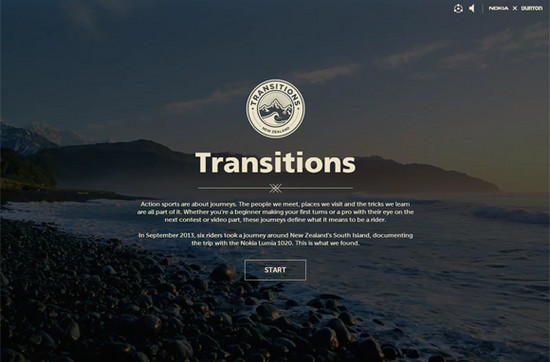 NOKIA × BURTON
TRANSITIONS
NEW ZEALAND
Transitions
Action sports are about journeys. The people we meet, places we visit and the tricks we learn
are all part of it. Whether you're a beginner making your first turns or a pro with their eye on the
next contest or video part, these journeys define what it means to be a rider.
In September 2013, six riders took a journey around New Zealand's South Island, documenting
the trip with the Nokia Lumia 1020. This is what we found.
START